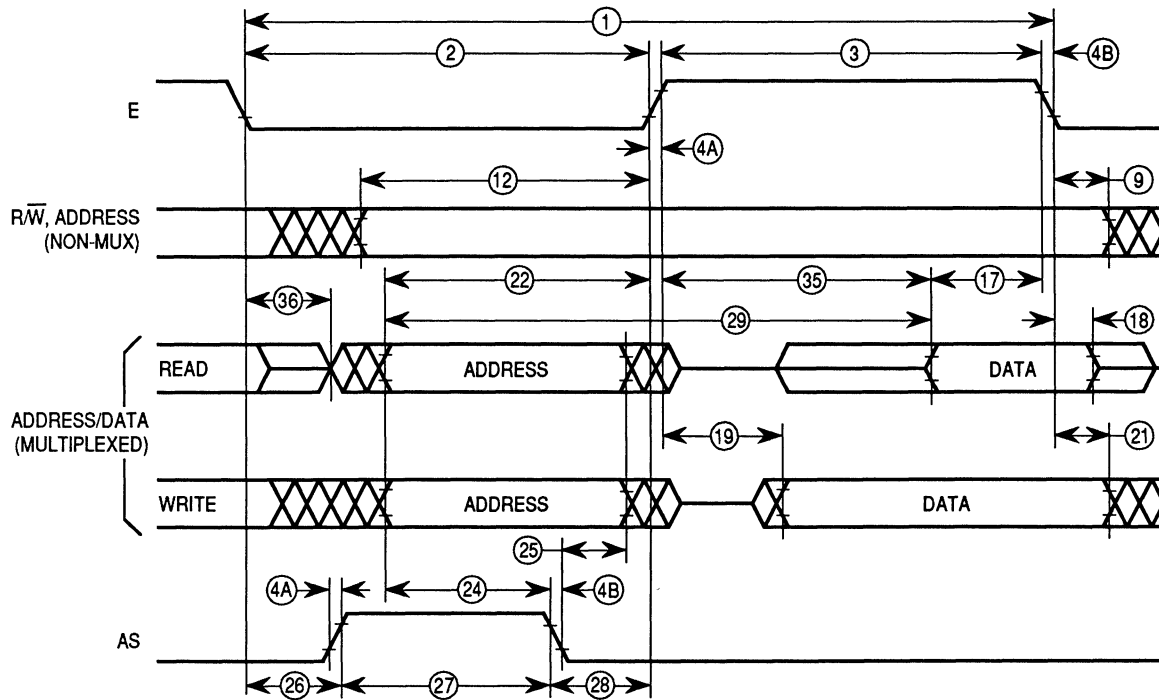 1
2
3
4B
E
4A
12
9
R/W̅, ADDRESS
(NON-MUX)
22
35
17
36
29
18
READ
ADDRESS
DATA
ADDRESS/DATA
(MULTIPLEXED)
19
21
WRITE
ADDRESS
DATA
25
4A
24
4B
AS
26
27
28